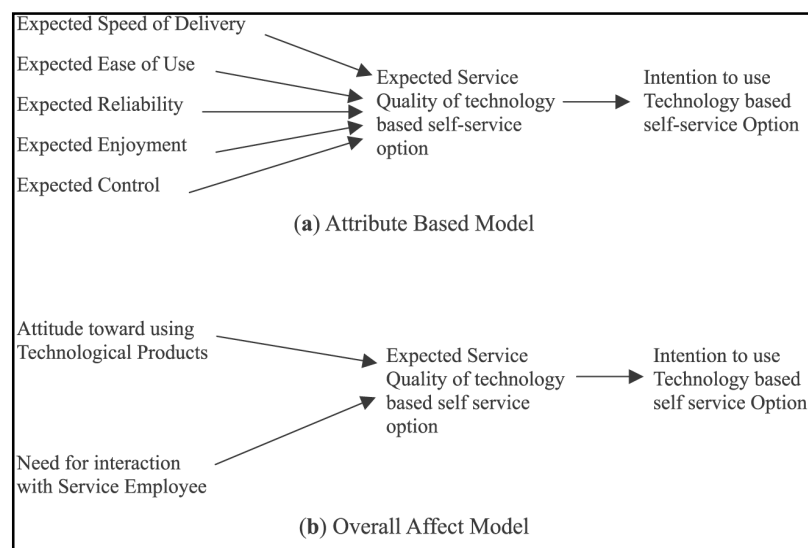 Expected Speed of Delivery
Expected Ease of Use
Expected Reliability
Expected Enjoyment
Expected Control
Expected Service
Quality of technology
based self-service
option
Intention to use
Technology based
self-service Option
(a) Attribute Based Model
Attitude toward using
Technological Products
Need for interaction
with Service Employee
Expected Service
Quality of technology
based self service
option
Intention to use
Technology based
self service Option
(b) Overall Affect Model